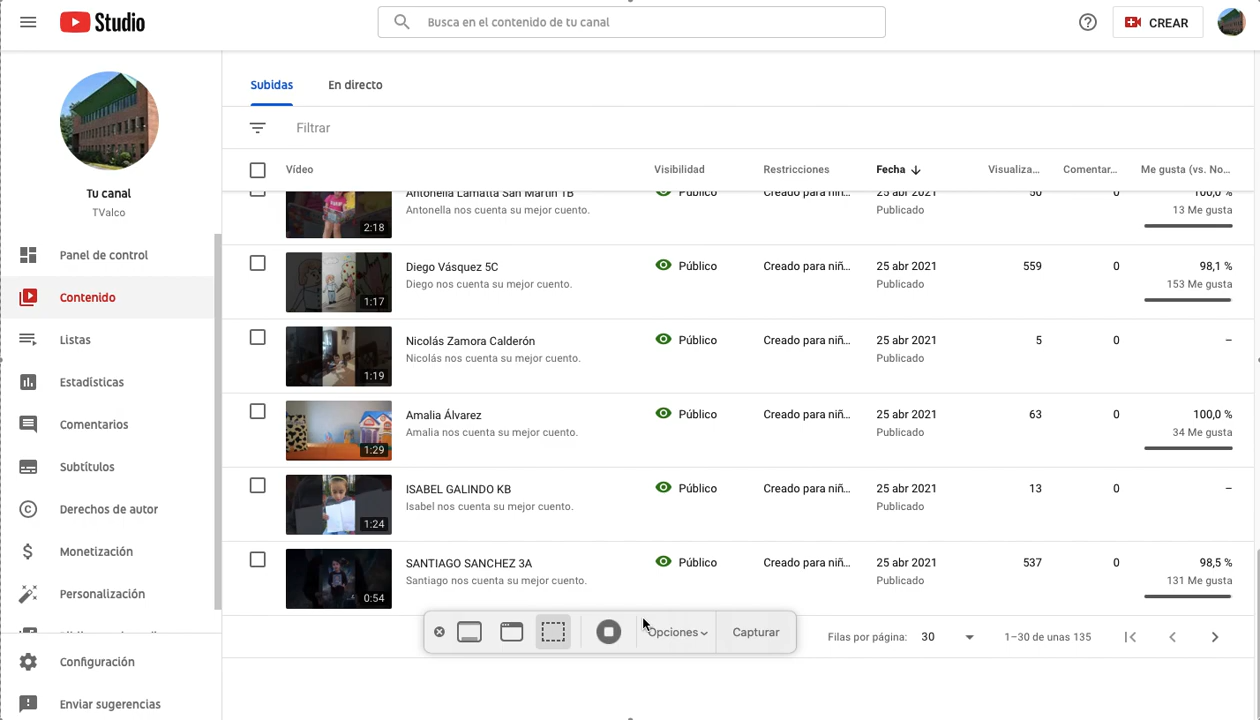 Studio
Busca en el contenido de tu canal
CREAR
Tu canal
TValco
Panel de control
Contenido
Listas
Estadísticas
Comentarios
Subtítulos
Derechos de autor
Monetización
Personalización
Configuración
Enviar sugerencias
Subidas
En directo
Filtrar
Vídeo Visibilidad Restricciones Fecha Visualiza... Comentar... Me gusta (vs. No...
Antonella Lamatta San Martin 1B Público Creado para niñ... 25 abr 2021 50 0 100,0 %
Antonella nos cuenta su mejor cuento. Publicado 13 Me gusta
2:18
Diego Vásquez 5C Público Creado para niñ... 25 abr 2021 559 0 98,1 %
Diego nos cuenta su mejor cuento. Publicado 153 Me gusta
1:17
Nicolás Zamora Calderón Público Creado para niñ... 25 abr 2021 5 0 –
Nicolás nos cuenta su mejor cuento. Publicado
1:19
Amalia Álvarez Público Creado para niñ... 25 abr 2021 63 0 100,0 %
Amalia nos cuenta su mejor cuento. Publicado 34 Me gusta
1:29
ISABEL GALINDO KB Público Creado para niñ... 25 abr 2021 13 0 –
Isabel nos cuenta su mejor cuento. Publicado
1:24
SANTIAGO SANCHEZ 3A Público Creado para niñ... 25 abr 2021 537 0 98,5 %
Santiago nos cuenta su mejor cuento. Publicado 131 Me gusta
0:54
Opciones Capturar
Filas por página: 30 1–30 de unas 135